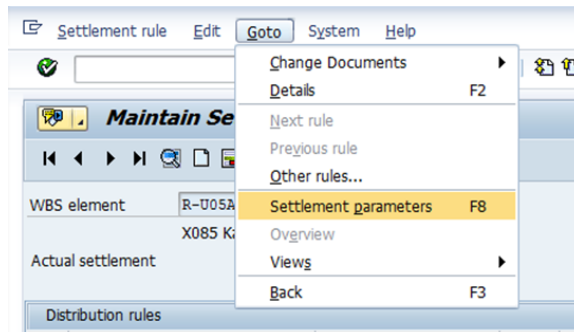 Settlement rule Edit Goto System Help
Change Documents
Details F2
Maintain Se
Next rule
Previous rule
Other rules...
WBS element R-U05A
Settlement parameters F8
X085 Ka
Overview
Actual settlement
Views
Back F3
Distribution rules